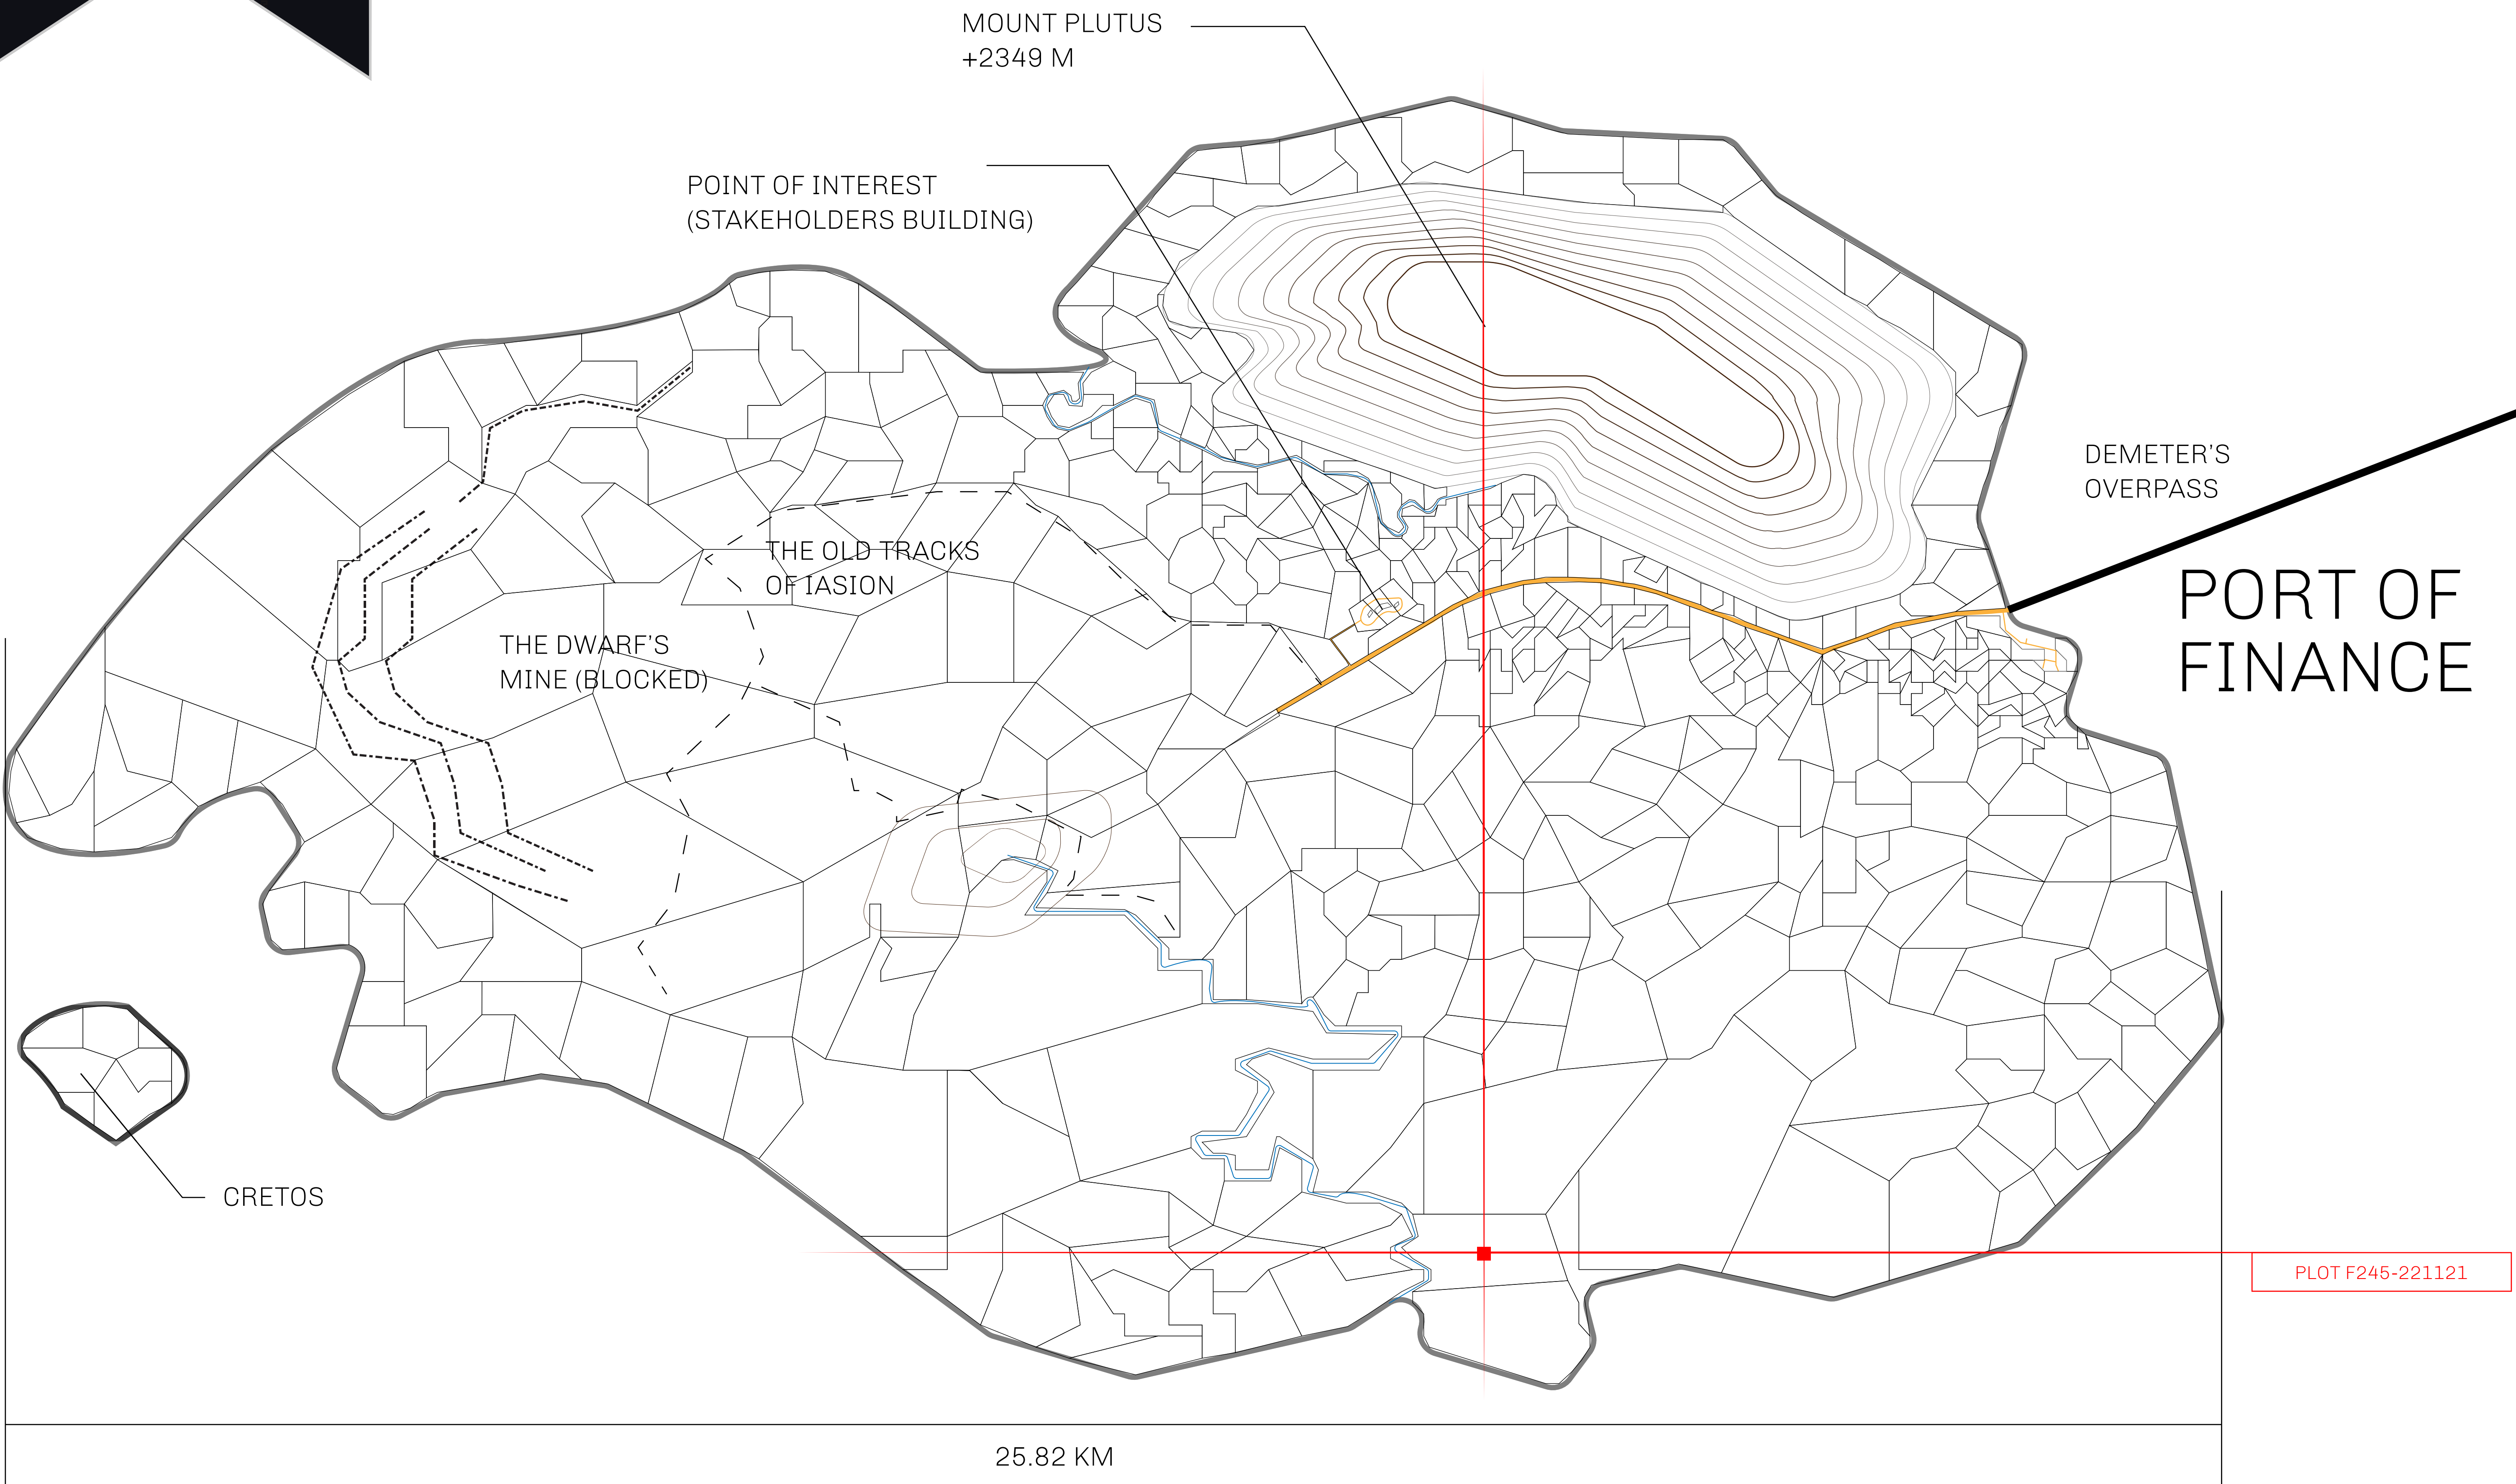 MOUNT PLUTUS
+2349 M
POINT OF INTEREST
(STAKEHOLDERS BUILDING)
DEMETER'S
OVERPASS
THE OLD TRACKS
OF IASION
PORT OF
FINANCE
THE DWARF'S
MINE (BLOCKED)
CRETOS
PLOT F245-221121
25.82 KM